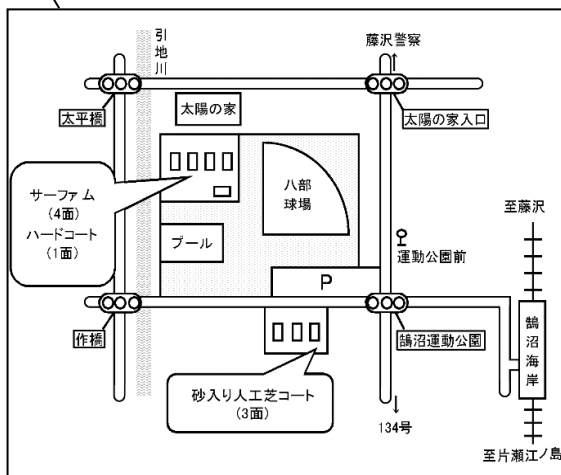 引地川
藤沢警察
太平橋
太陽の家
太陽の家入口
サーファム
(4面)
ハードコート
(1面)
八部
球場
プール
至藤沢
運動公園前
P
作橋
鵠沼運動公園
鵠沼海岸
砂入り人工芝コート
(3面)
134号
至片瀬江ノ島